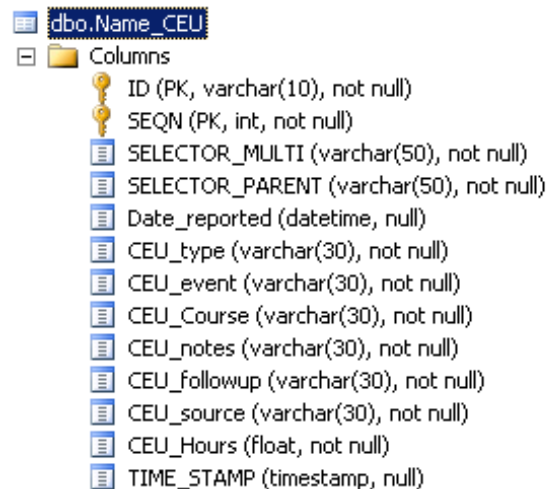 dbo.Name_CEU
Columns
ID (PK, varchar(10), not null)
SEQN (PK, int, not null)
SELECTOR_MULTI (varchar(50), not null)
SELECTOR_PARENT (varchar(50), not null)
Date_reported (datetime, null)
CEU_type (varchar(30), not null)
CEU_event (varchar(30), not null)
CEU_Course (varchar(30), not null)
CEU_notes (varchar(30), not null)
CEU_followup (varchar(30), not null)
CEU_source (varchar(30), not null)
CEU_Hours (float, not null)
TIME_STAMP (timestamp, null)